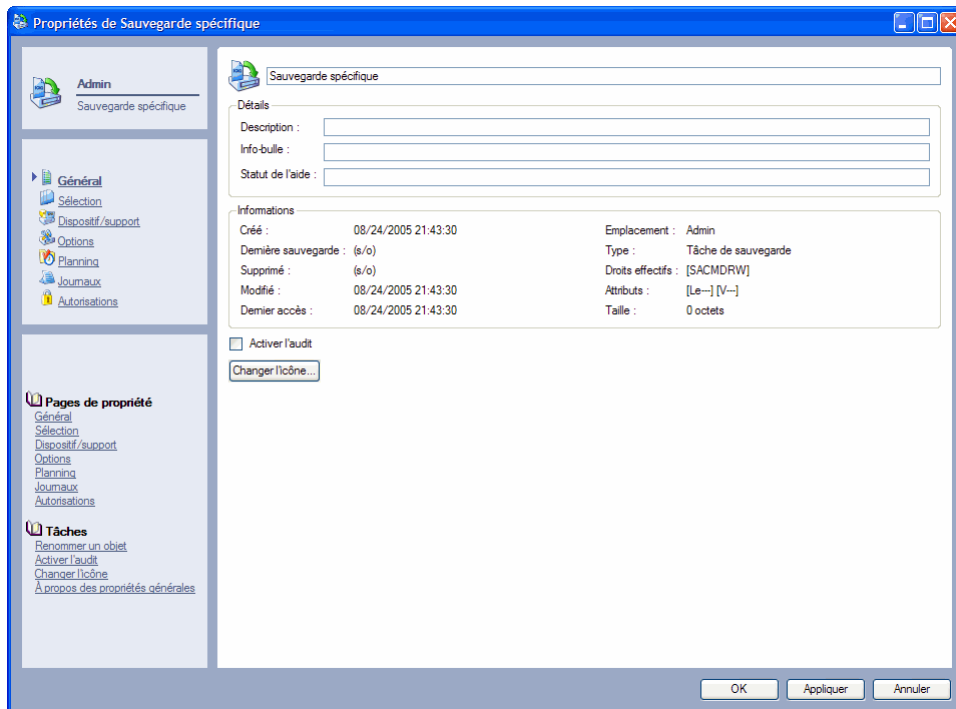 Propriétés de Sauvegarde spécifique
Admin
Sauvegarde spécifique
Général
Sélection
Dispositif/support
Options
Planning
Journaux
Autorisations
Pages de propriété
Général
Sélection
Dispositif/support
Options
Planning
Journaux
Autorisations
Tâches
Renommer un objet
Activer l'audit
Changer l'icône
À propos des propriétés générales
Sauvegarde spécifique
Détails
Description :
Info-bulle :
Statut de l'aide :
Informations
Créé : 08/24/2005 21:43:30 Emplacement : Admin
Dernière sauvegarde : (s/o) Type : Tâche de sauvegarde
Supprimé : (s/o) Droits effectifs : [SACMDRW]
Modifié : 08/24/2005 21:43:30 Attributs : [Le---] [V---]
Dernier accès : 08/24/2005 21:43:30 Taille : 0 octets
Activer l'audit
Changer l'icône...
OK Appliquer Annuler